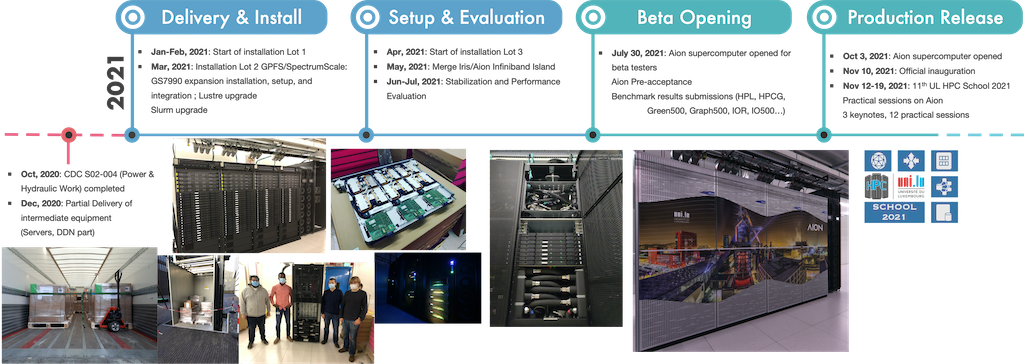 Delivery & Install
Setup & Evaluation
Beta Opening
Production Release
2021
▪ Jan-Feb, 2021: Start of installation Lot 1
▪ Mar, 2021: Installation Lot 2 GPFS/SpectrumScale:
GS7990 expansion installation, setup, and
integration ; Lustre upgrade
Slurm upgrade
▪ Apr, 2021: Start of installation Lot 3
▪ May, 2021: Merge Iris/Aion Infiniband Island
▪ Jun-Jul, 2021: Stabilization and Performance
Evaluation
▪ July 30, 2021: Aion supercomputer opened for
beta testers
Aion Pre-acceptance
Benchmark results submissions (HPL, HPCG,
Green500, Graph500, IOR, IO500…)
▪ Oct 3, 2021: Aion supercomputer opened
▪ Nov 10, 2021: Official inauguration
▪ Nov 12-19, 2021: 11th UL HPC School 2021
Practical sessions on Aion
3 keynotes, 12 practical sessions
▪ Oct, 2020: CDC S02-004 (Power &
Hydraulic Work) completed
▪ Dec, 2020: Partial Delivery of
intermediate equipment
(Servers, DDN part)
uni.lu
AION
HPC
uni.lu
UNIVERSITÉ DU
LUXEMBOURG
SCHOOL
2021